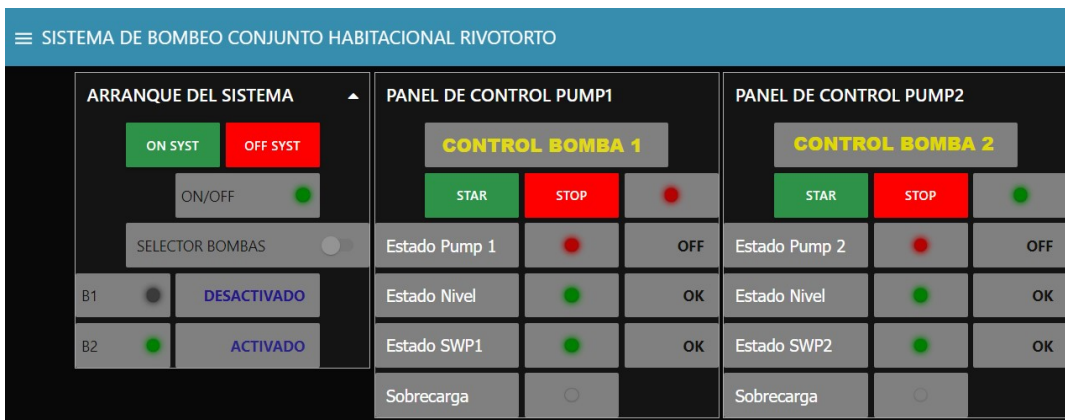 SISTEMA DE BOMBEO CONJUNTO HABITACIONAL RIVOTORTO
ARRANQUE DEL SISTEMA
ON SYST OFF SYST
ON/OFF
SELECTOR BOMBAS
B1 DESACTIVADO
B2 ACTIVADO
PANEL DE CONTROL PUMP1
CONTROL BOMBA 1
STAR STOP
Estado Pump 1 OFF
Estado Nivel OK
Estado SWP1 OK
Sobrecarga
PANEL DE CONTROL PUMP2
CONTROL BOMBA 2
STAR STOP
Estado Pump 2 OFF
Estado Nivel OK
Estado SWP2 OK
Sobrecarga